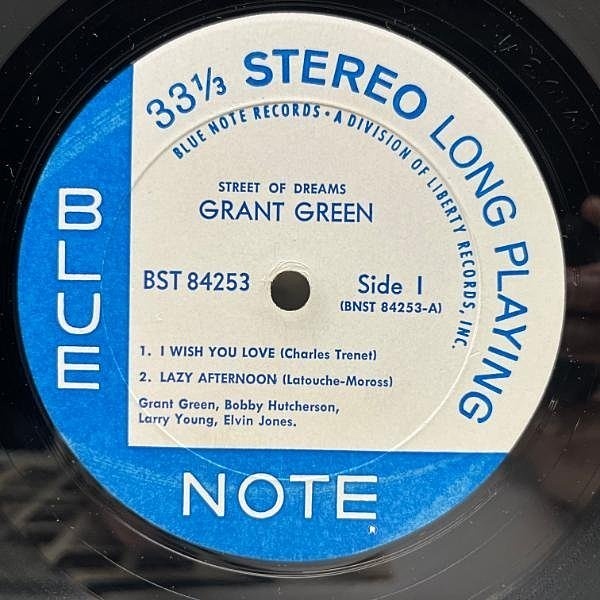 33⅓ STEREO LONG PLAYING
BLUE NOTE RECORDS • A DIVISION OF LIBERTY RECORDS, INC.
STREET OF DREAMS
GRANT GREEN
BST 84253
Side 1
(BNST 84253-A)
1. I WISH YOU LOVE (Charles Trenet)
2. LAZY AFTERNOON (Latouche-Moross)
Grant Green, Bobby Hutcherson,
Larry Young, Elvin Jones.
BLUE
NOTE